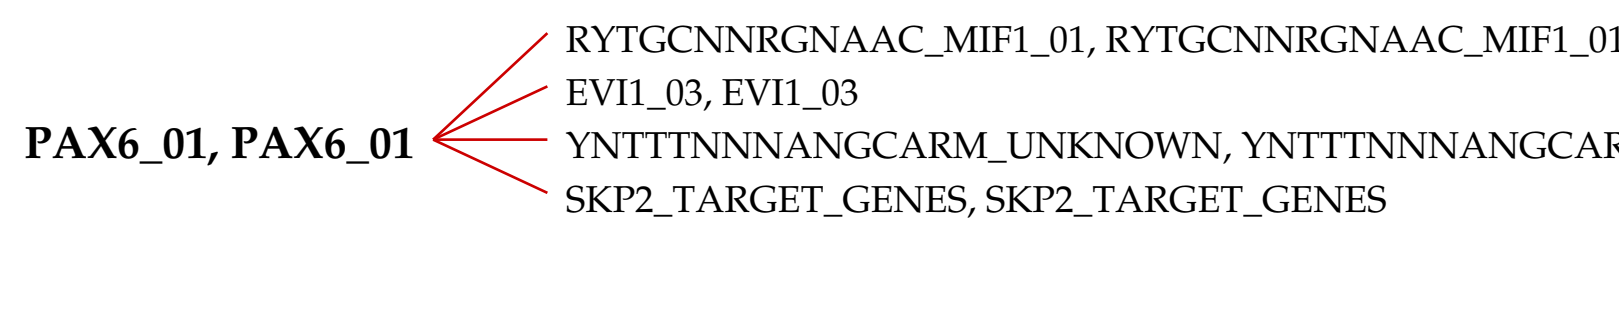 RYTGCNNRGNAAC_MIF1_01, RYTGCNNRGNAAC_MIF1_01
EVI1_03, EVI1_03
PAX6_01, PAX6_01
YNTTTNNNANGCARM_UNKNOWN, YNTTTNNNANGCAR
SKP2_TARGET_GENES, SKP2_TARGET_GENES